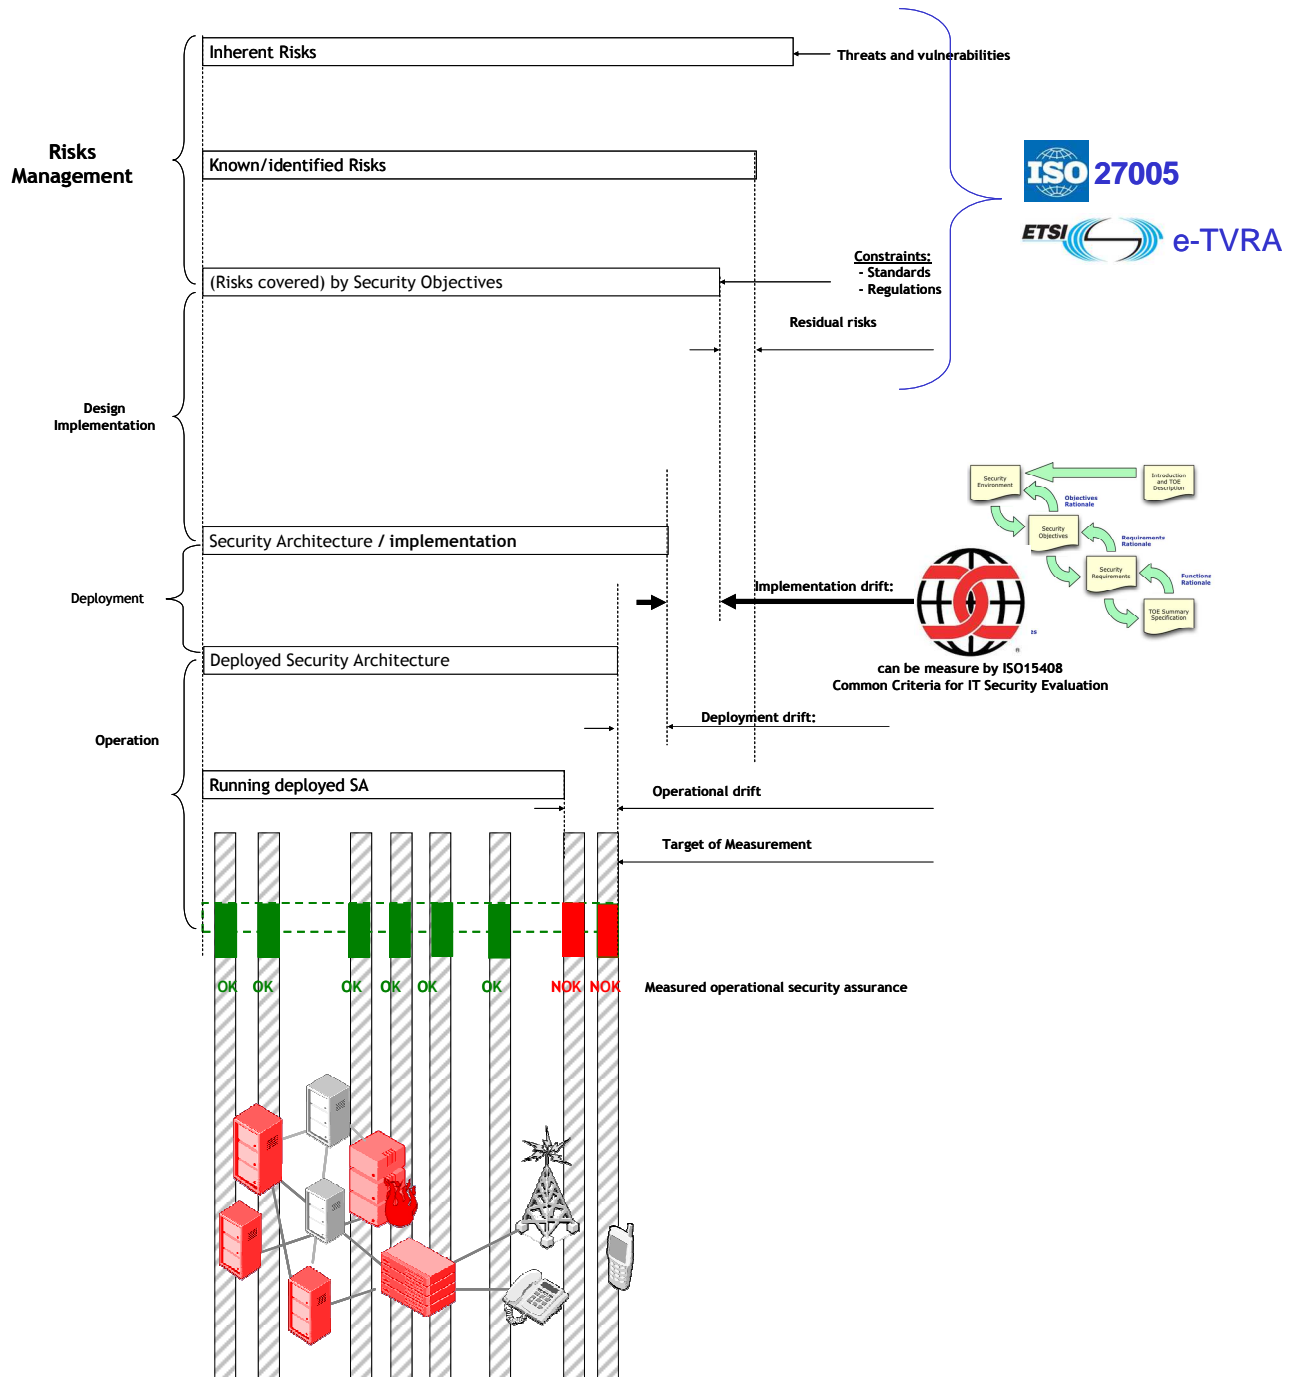 Inherent Risks
Threats and vulnerabilities
Risks
Management
Known/identified Risks
ISO 27005
ETSI e-TVRA
(Risks covered) by Security Objectives
Constraints:
- Standards
- Regulations
Residual risks
Design
Implementation
Security
Environment
Introduction
and TOE
Description
Objectives
Rationale
Security
Objectives
Requirements
Rationale
Security
Requirements
Rationale
TOE Summary
Specification
Security Architecture / implementation
Deployment
Implementation drift:
can be measure by ISO15408
Common Criteria for IT Security Evaluation
Deployed Security Architecture
Deployment drift:
Operation
Running deployed SA
Operational drift
Target of Measurement
OK OK OK OK OK OK NOK NOK
Measured operational security assurance